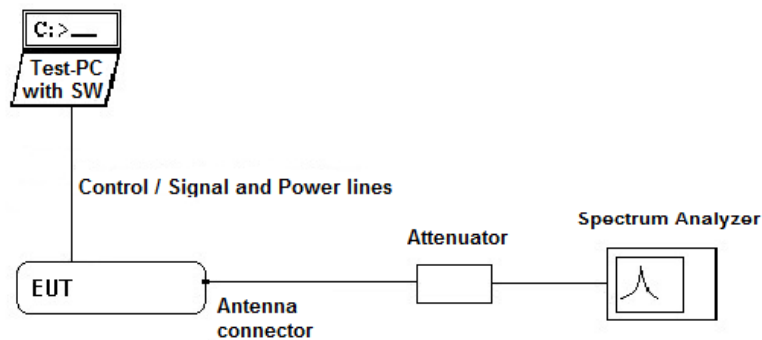 C:>
Test-PC
with SW
Control / Signal and Power lines
Spectrum Analyzer
Attenuator
EUT
Antenna
connector